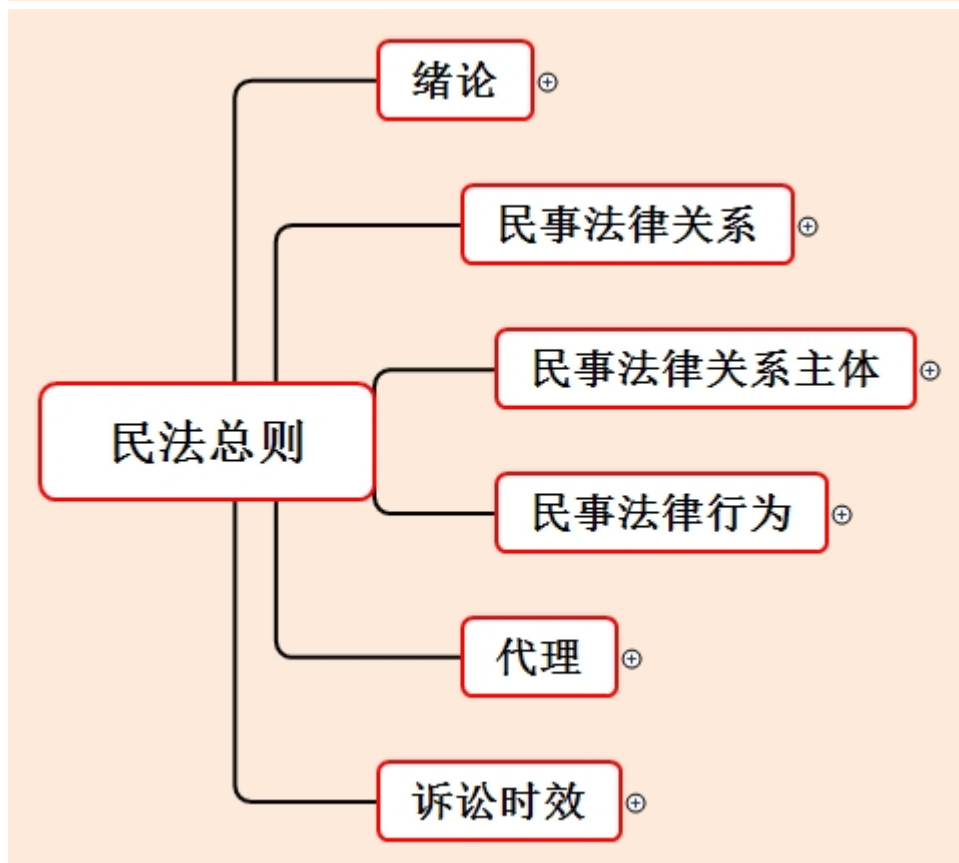 绪论
民事法律关系
民事法律关系主体
民法总则
民事法律行为
代理
诉讼时效